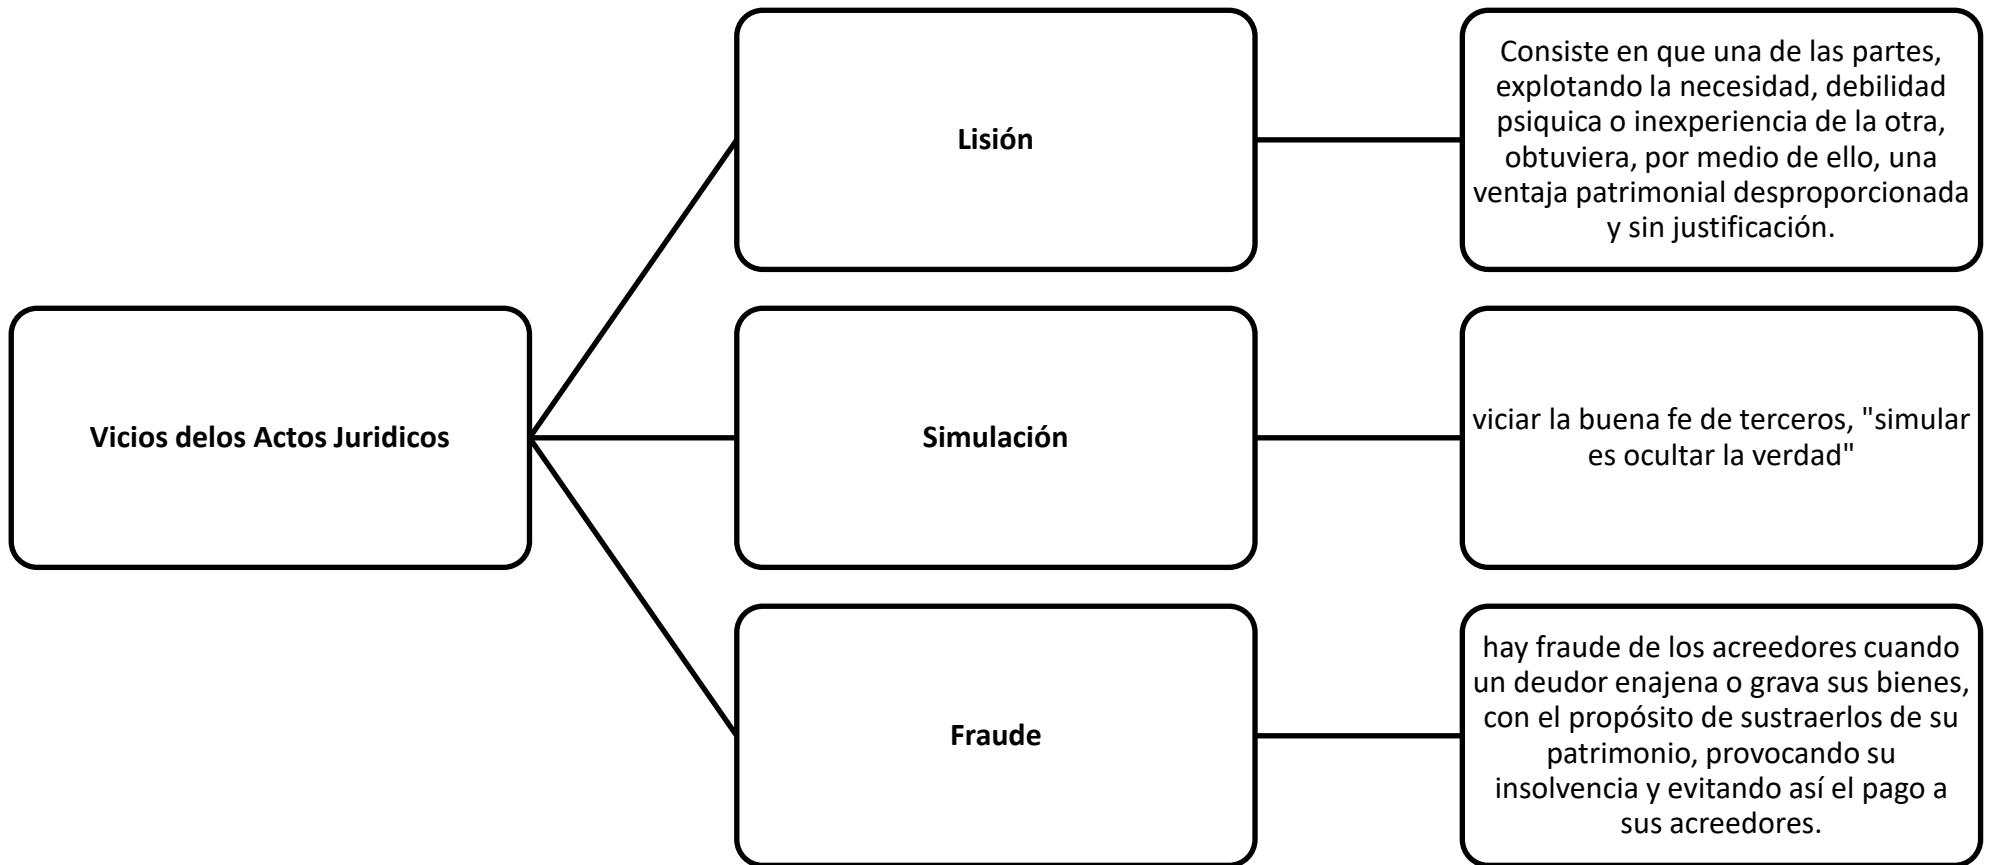 Vicios delos Actos Juridicos
Lisión
Consiste en que una de las partes,
explotando la necesidad, debilidad
psiquica o inexperiencia de la otra,
obtuviera, por medio de ello, una
ventaja patrimonial desproporcionada
y sin justificación.
Simulación
viciar la buena fe de terceros, "simular
es ocultar la verdad"
Fraude
hay fraude de los acreedores cuando
un deudor enajena o grava sus bienes,
con el propósito de sustraerlos de su
patrimonio, provocando su
insolvencia y evitando así el pago a
sus acreedores.